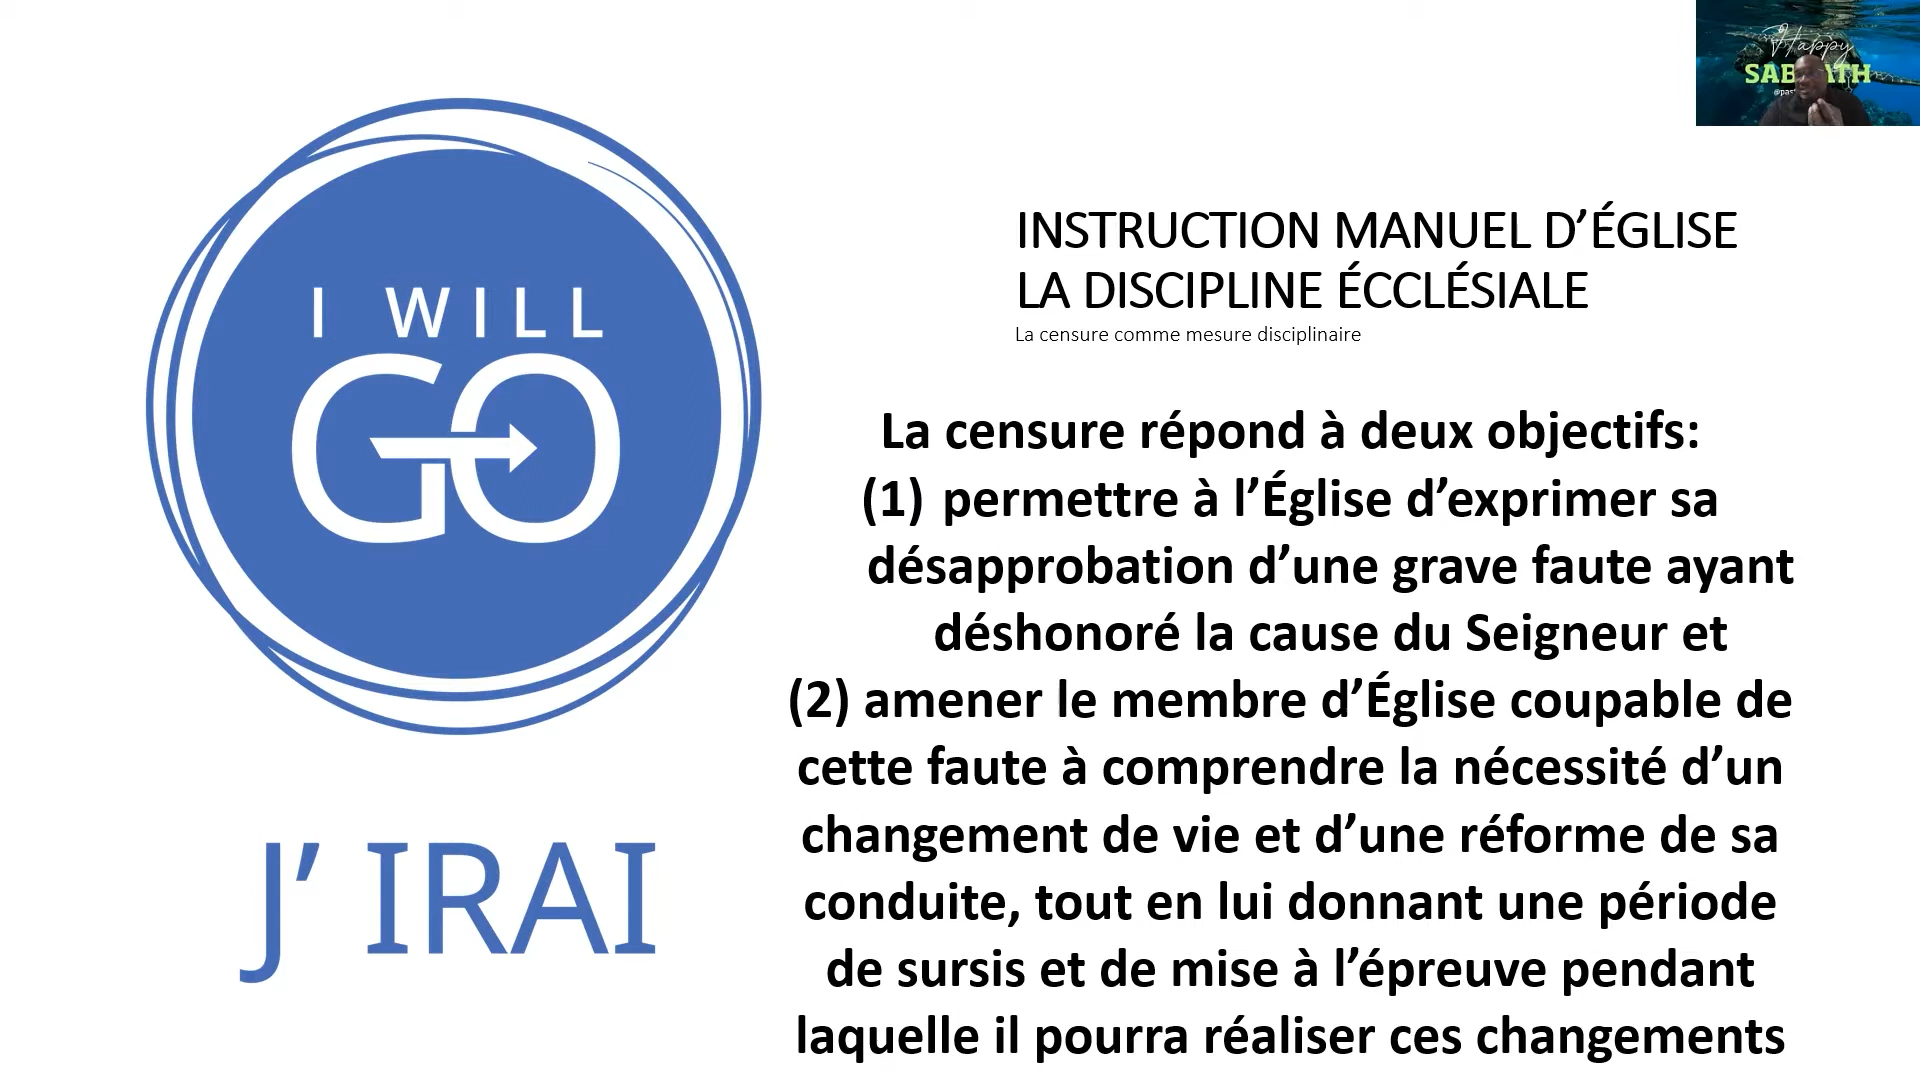 Happy
SAB ATH
@pas
I WILL
GO
J’ IRAI
INSTRUCTION MANUEL D’ÉGLISE
LA DISCIPLINE ÉCCLÉSIALE
La censure comme mesure disciplinaire
La censure répond à deux objectifs:
(1) permettre à l’Église d’exprimer sa
désapprobation d’une grave faute ayant
déshonoré la cause du Seigneur et
(2) amener le membre d’Église coupable de
cette faute à comprendre la nécessité d’un
changement de vie et d’une réforme de sa
conduite, tout en lui donnant une période
de sursis et de mise à l’épreuve pendant
laquelle il pourra réaliser ces changements